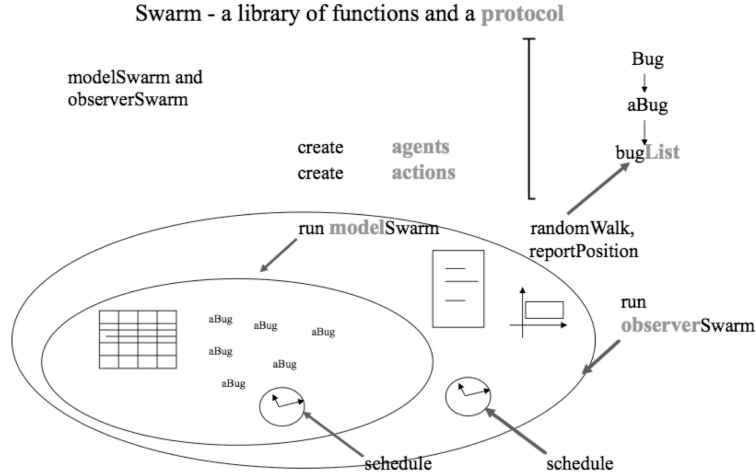 Swarm - a library of functions and a protocol
modelSwarm and
observerSwarm
Bug
aBug
bugList
create agents
create actions
randomWalk,
reportPosition
run modelSwarm
run
observerSwarm
aBug
aBug
aBug
aBug
aBug
aBug
schedule
schedule